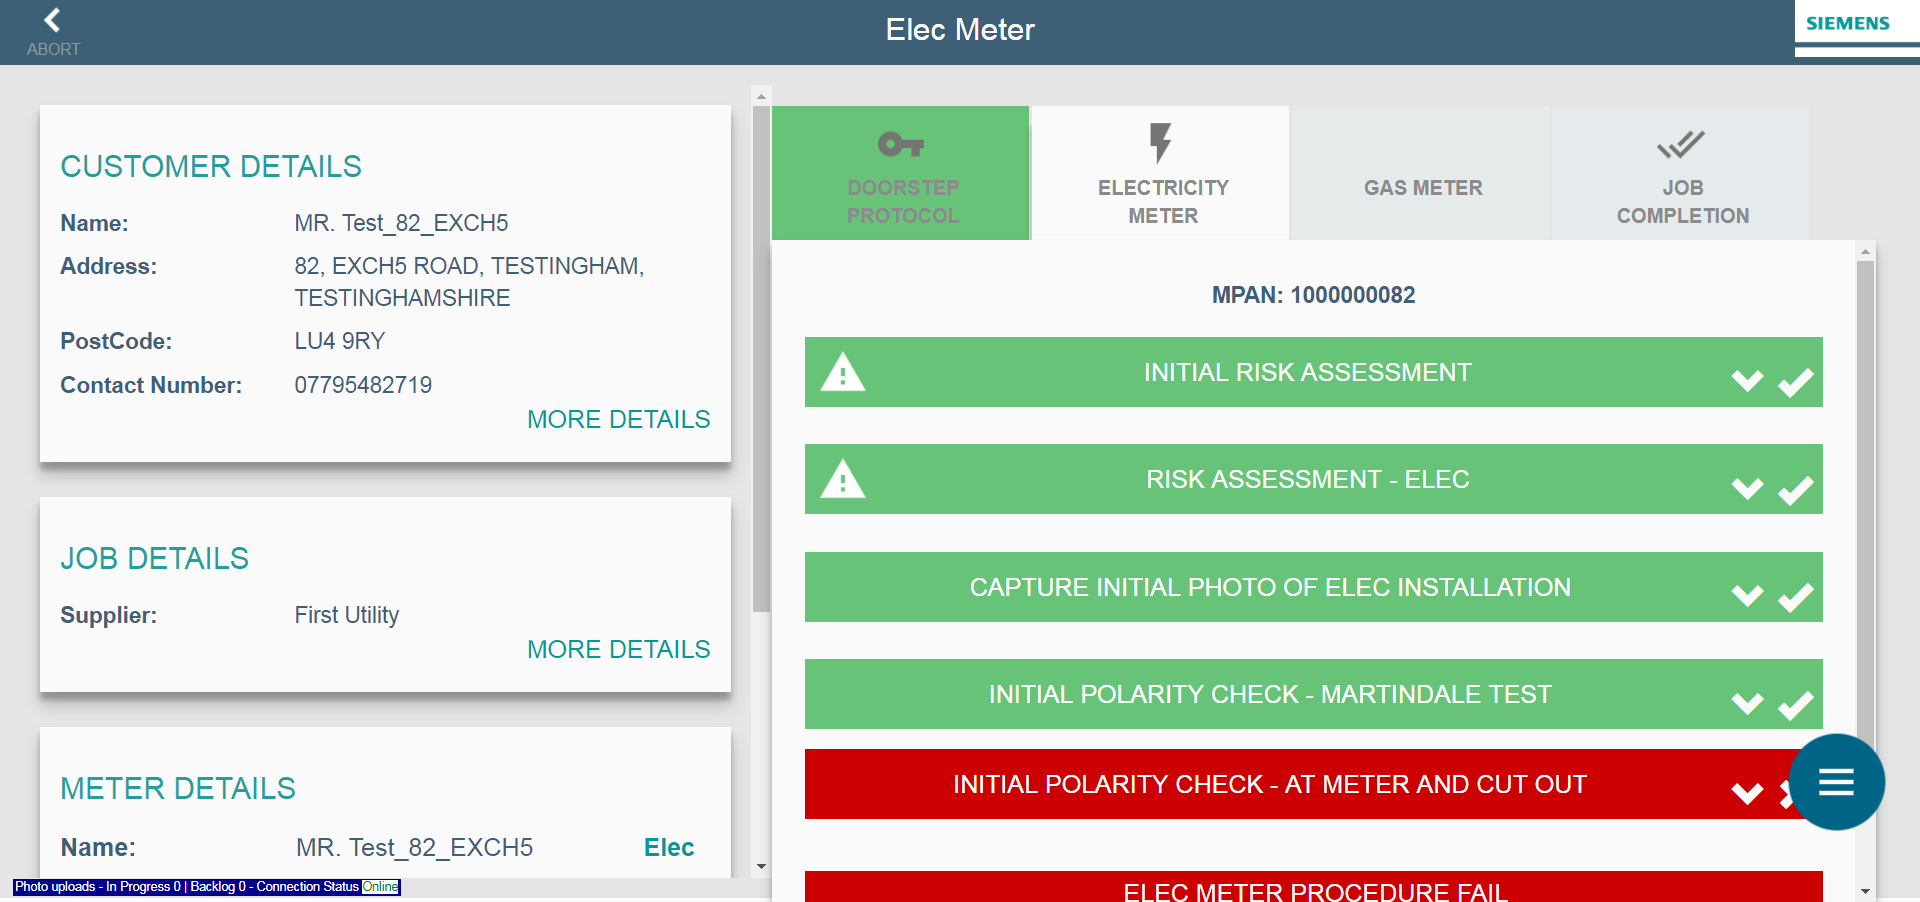 ABORT
Elec Meter
SIEMENS
CUSTOMER DETAILS
Name: MR. Test_82_EXCH5
Address: 82, EXCH5 ROAD, TESTINGHAM,
TESTINGHAMSHIRE
PostCode: LU4 9RY
Contact Number: 07795482719
MORE DETAILS
JOB DETAILS
Supplier: First Utility
MORE DETAILS
METER DETAILS
Name: MR. Test_82_EXCH5 Elec
Photo uploads - In Progress 0 | Backlog 0 - Connection Status Online
DOORSTEP
PROTOCOL
ELECTRICITY
METER
GAS METER
JOB
COMPLETION
MPAN: 1000000082
INITIAL RISK ASSESSMENT
RISK ASSESSMENT - ELEC
CAPTURE INITIAL PHOTO OF ELEC INSTALLATION
INITIAL POLARITY CHECK - MARTINDALE TEST
INITIAL POLARITY CHECK - AT METER AND CUT OUT
ELEC METER PROCEDURE FAIL